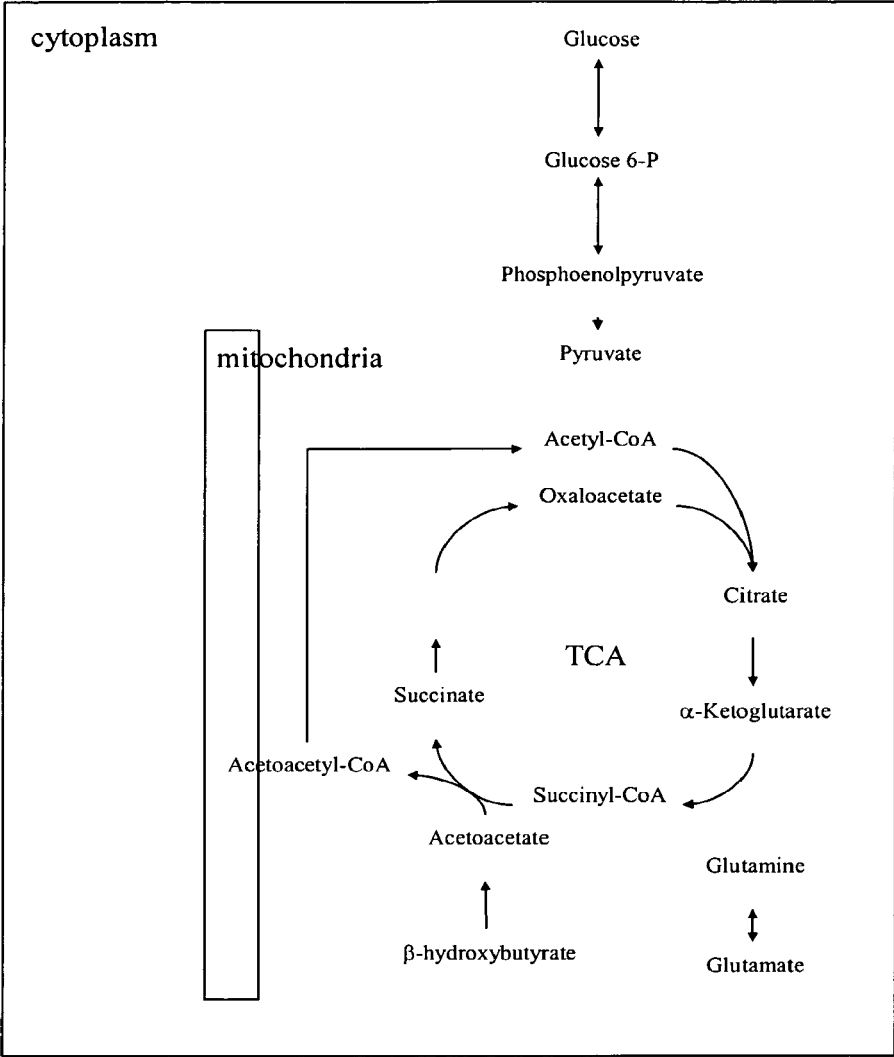 cytoplasm
Glucose
Glucose 6-P
Phosphoenolpyruvate
Pyruvate
mitochondria
Acetyl-CoA
Oxaloacetate
Citrate
TCA
Succinate
α-Ketoglutarate
Acetoacetyl-CoA
Succinyl-CoA
Acetoacetate
Glutamine
β-hydroxybutyrate
Glutamate